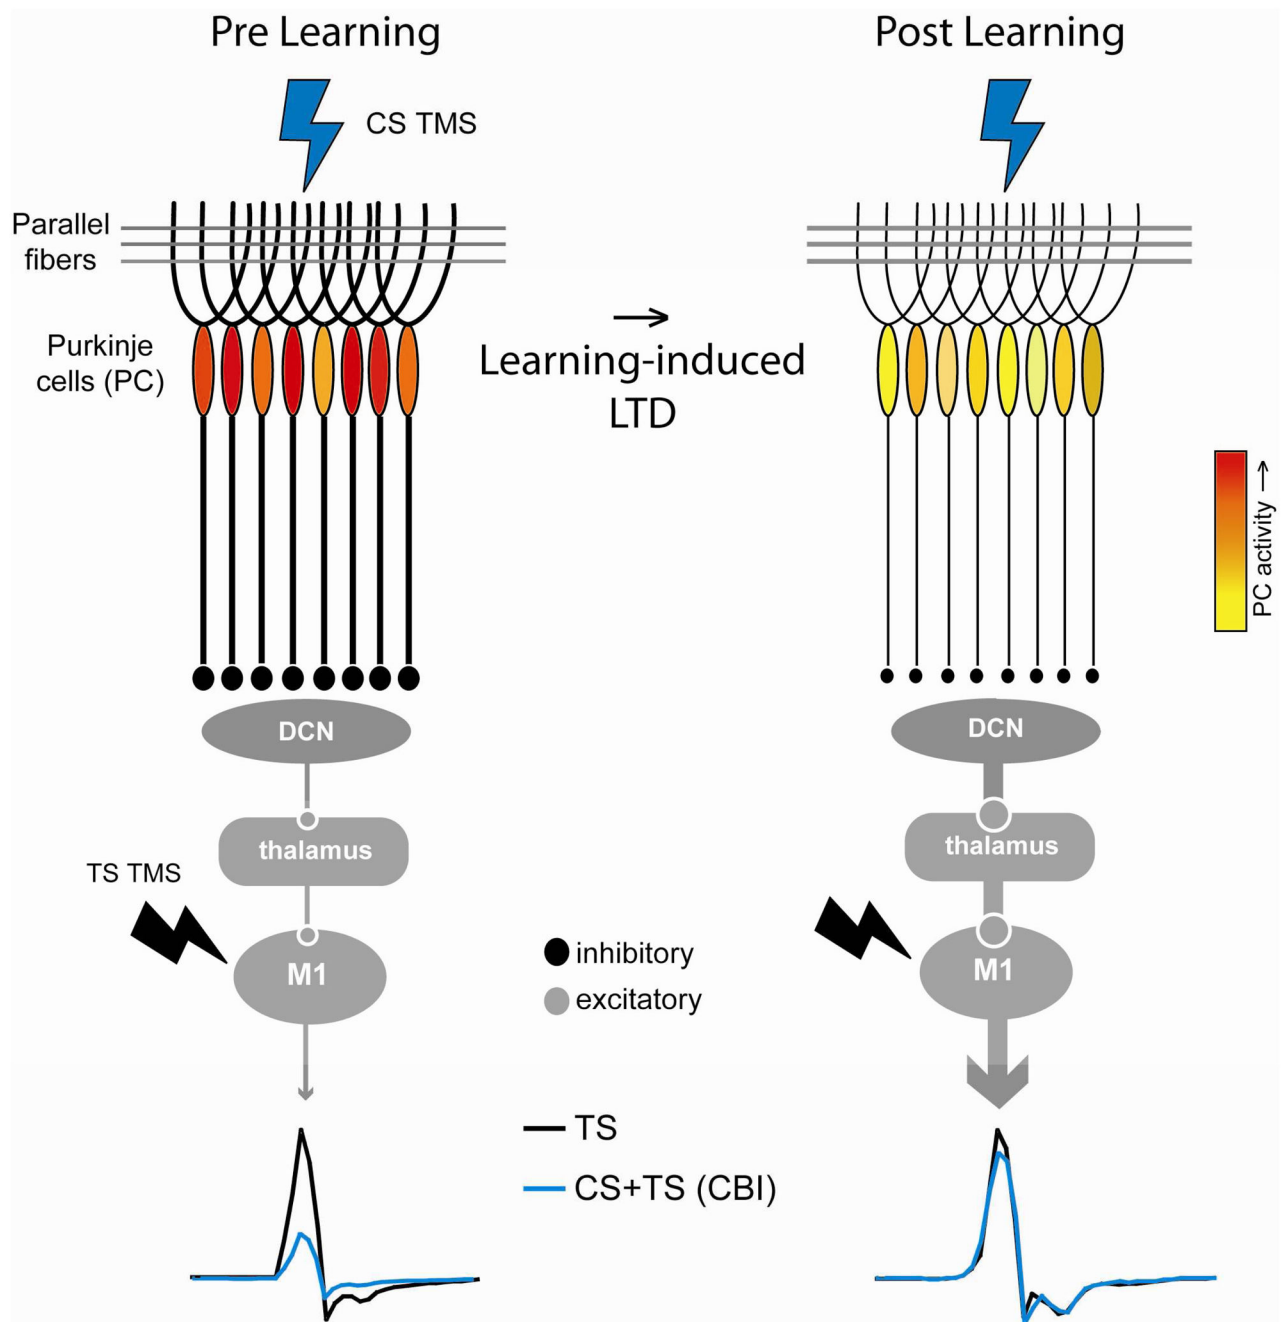 Pre Learning
Post Learning
CS TMS
Parallel
fibers
Purkinje
cells (PC)
Learning-induced
LTD
PC activity
DCN
DCN
thalamus
thalamus
TS TMS
M1
M1
inhibitory
excitatory
TS
CS+TS (CBI)